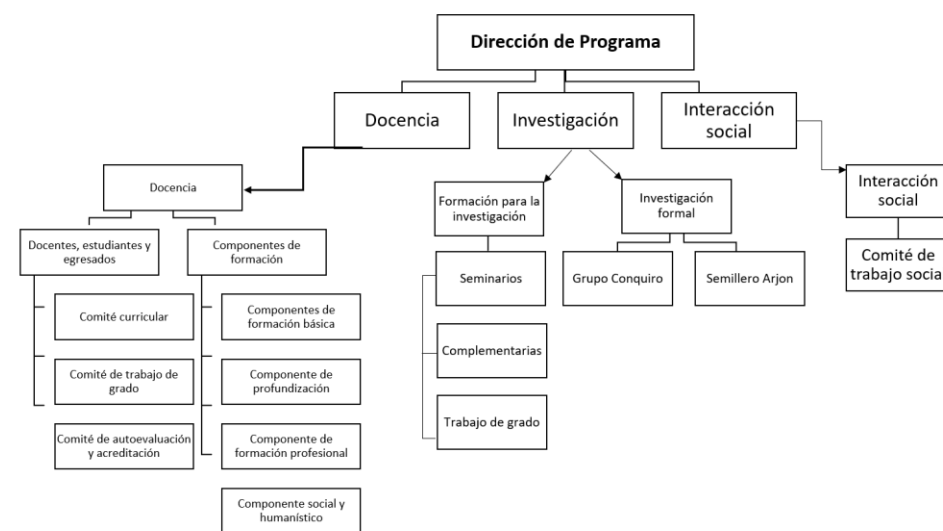 Dirección de Programa
Docencia
Investigación
Interacción
social
Docencia
Interacción
social
Formación para la
investigación
Investigación
formal
Docentes, estudiantes y
egresados
Componentes de
formación
Comité de
trabajo social
Seminarios
Grupo Conquiro
Semillero Arjon
Comité curricular
Componentes de
formación básica
Complementarias
Comité de trabajo de
grado
Componente de
profundización
Trabajo de grado
Comité de autoevaluación
y acreditación
Componente de
formación profesional
Componente social y
humanístico